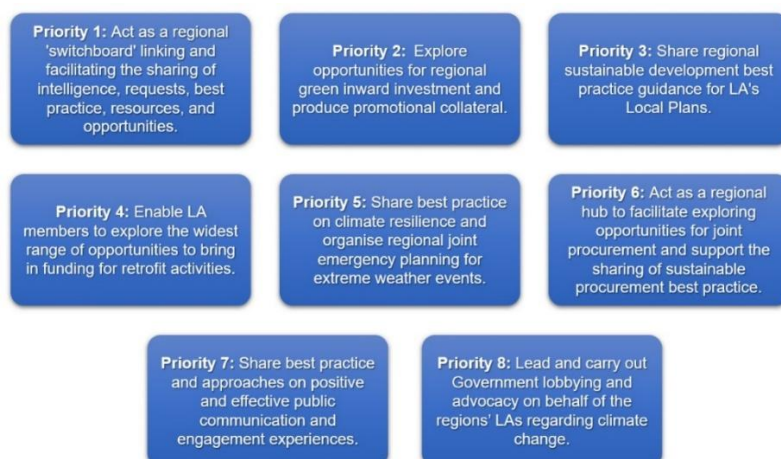 Priority 1: Act as a regional
'switchboard' linking and
facilitating the sharing of
intelligence, requests, best
practice, resources, and
opportunities.
Priority 2:  Explore
opportunities for regional
green inward investment and
produce promotional collateral.
Priority 3: Share regional
sustainable development best
practice guidance for LA's
Local Plans.
Priority 4: Enable LA
members to explore the widest
range of opportunities to bring
in funding for retrofit activities.
Priority 5: Share best practice
on climate resilience and
organise regional joint
emergency planning for
extreme weather events.
Priority 6: Act as a regional
hub to facilitate exploring
opportunities for joint
procurement and support the
sharing of sustainable
procurement best practice.
Priority 7: Share best practice
and approaches on positive
and effective public
communication and
engagement experiences.
Priority 8: Lead and carry out
Government lobbying and
advocacy on behalf of the
regions' LAs regarding climate
change.